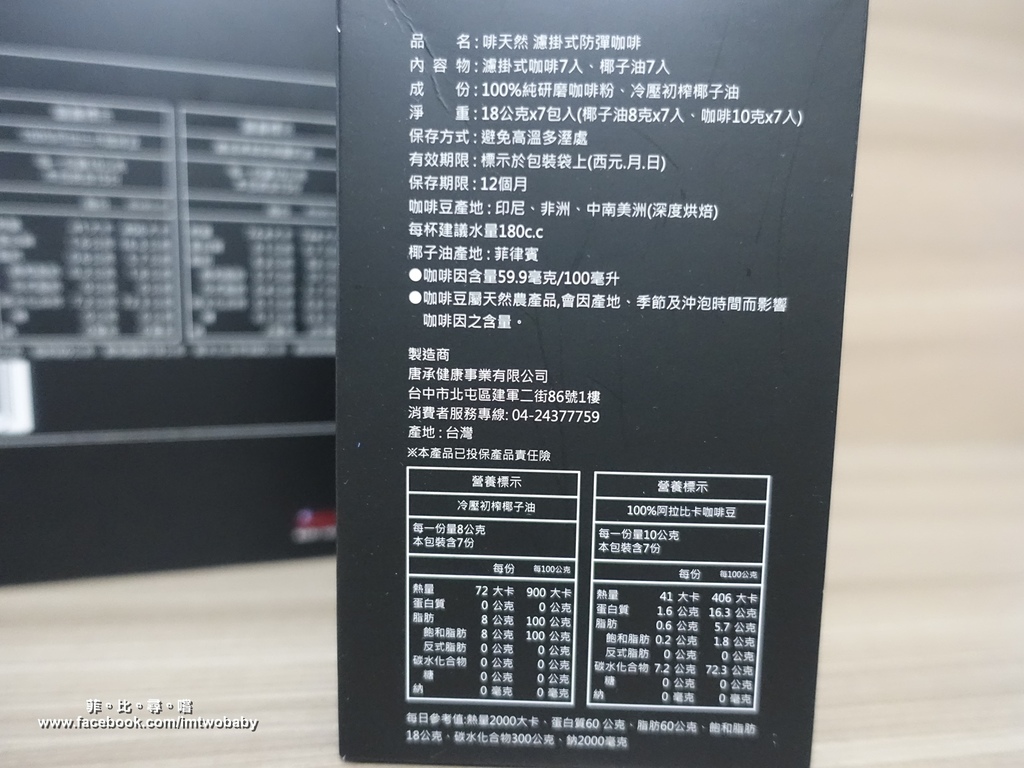 品　　名:啡天然 濾掛式防彈咖啡
內 容 物:濾掛式咖啡7入、椰子油7入
成　　份:100%純研磨咖啡粉、冷壓初榨椰子油
淨　　重:18公克x7包入(椰子油8克x7入、咖啡10克x7入)
保存方式:避免高溫多溼處
有效期限:標示於包裝袋上(西元.月.日)
保存期限:12個月
咖啡豆產地:印尼、非洲、中南美洲(深度烘焙)
每杯建議水量180c.c
椰子油產地:菲律賓
●咖啡因含量59.9毫克/100毫升
●咖啡豆屬天然農產品,會因產地、季節及沖泡時間而影響
咖啡因之含量。
製造商
唐承健康事業有限公司
台中市北屯區建軍二街86號1樓
消費者服務專線: 04-24377759
產地:台灣
※本產品已投保產品責任險
營養標示
冷壓初榨椰子油
每一份量8公克
本包裝含7份
每份 每100公克
熱量 72 大卡 900 大卡
蛋白質 0 公克 0 公克
脂肪 8 公克 100 公克
飽和脂肪 8 公克 100 公克
反式脂肪 0 公克 0 公克
碳水化合物 0 公克 0 公克
糖 0 公克 0 公克
鈉 0 毫克 0 毫克
營養標示
100%阿拉比卡咖啡豆
每一份量10公克
本包裝含7份
每份 每100公克
熱量 41 大卡 406 大卡
蛋白質 1.6 公克 16.3 公克
脂肪 0.6 公克 5.7 公克
飽和脂肪 0.2 公克 1.8 公克
反式脂肪 0 公克 0 公克
碳水化合物 7.2 公克 72.3 公克
糖 0 公克 0 公克
鈉 0 毫克 0 毫克
每日參考值:熱量2000大卡、蛋白質60 公克、脂肪60公克、飽和脂肪
18公克、碳水化合物300公克、鈉2000毫克
菲。比。尋。嚐
www.facebook.com/imtwobaby